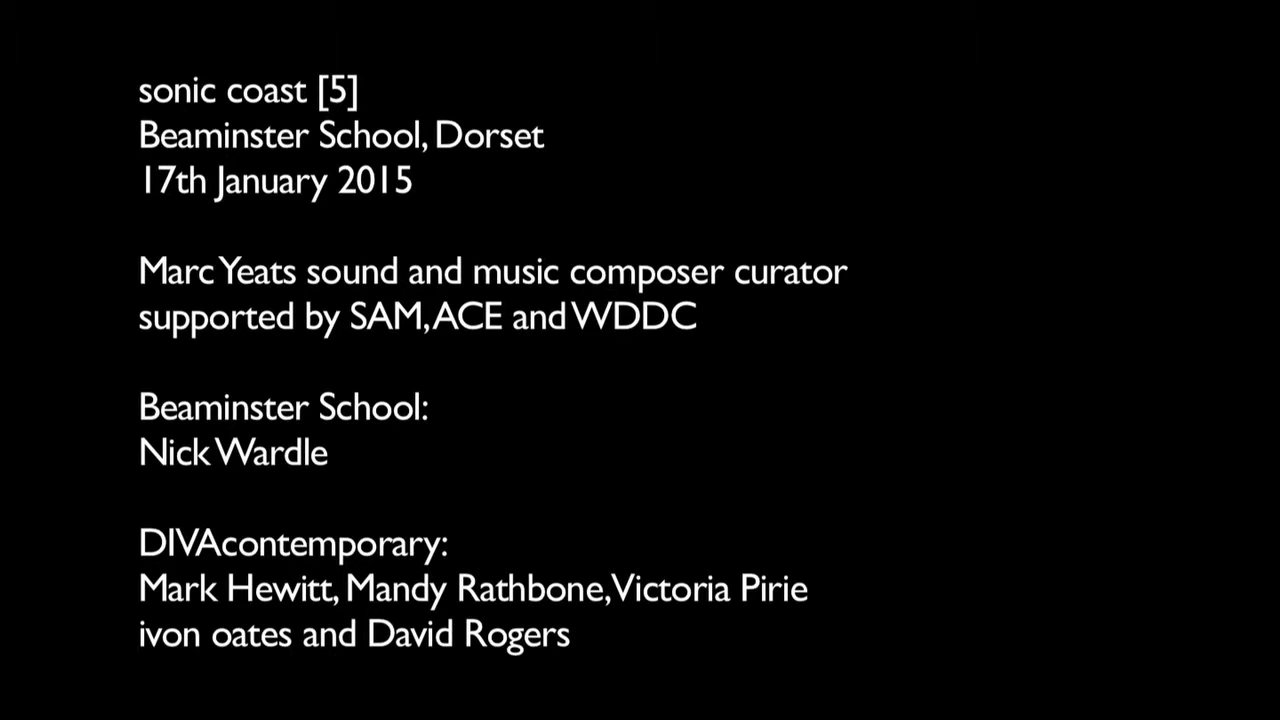 sonic coast [5]
Beaminster School, Dorset
17th January 2015
Marc Yeats sound and music composer curator
supported by SAM, ACE and WDDC
Beaminster School:
Nick Wardle
DIVAcontemporary:
Mark Hewitt, Mandy Rathbone, Victoria Pirie
ivon oates and David Rogers